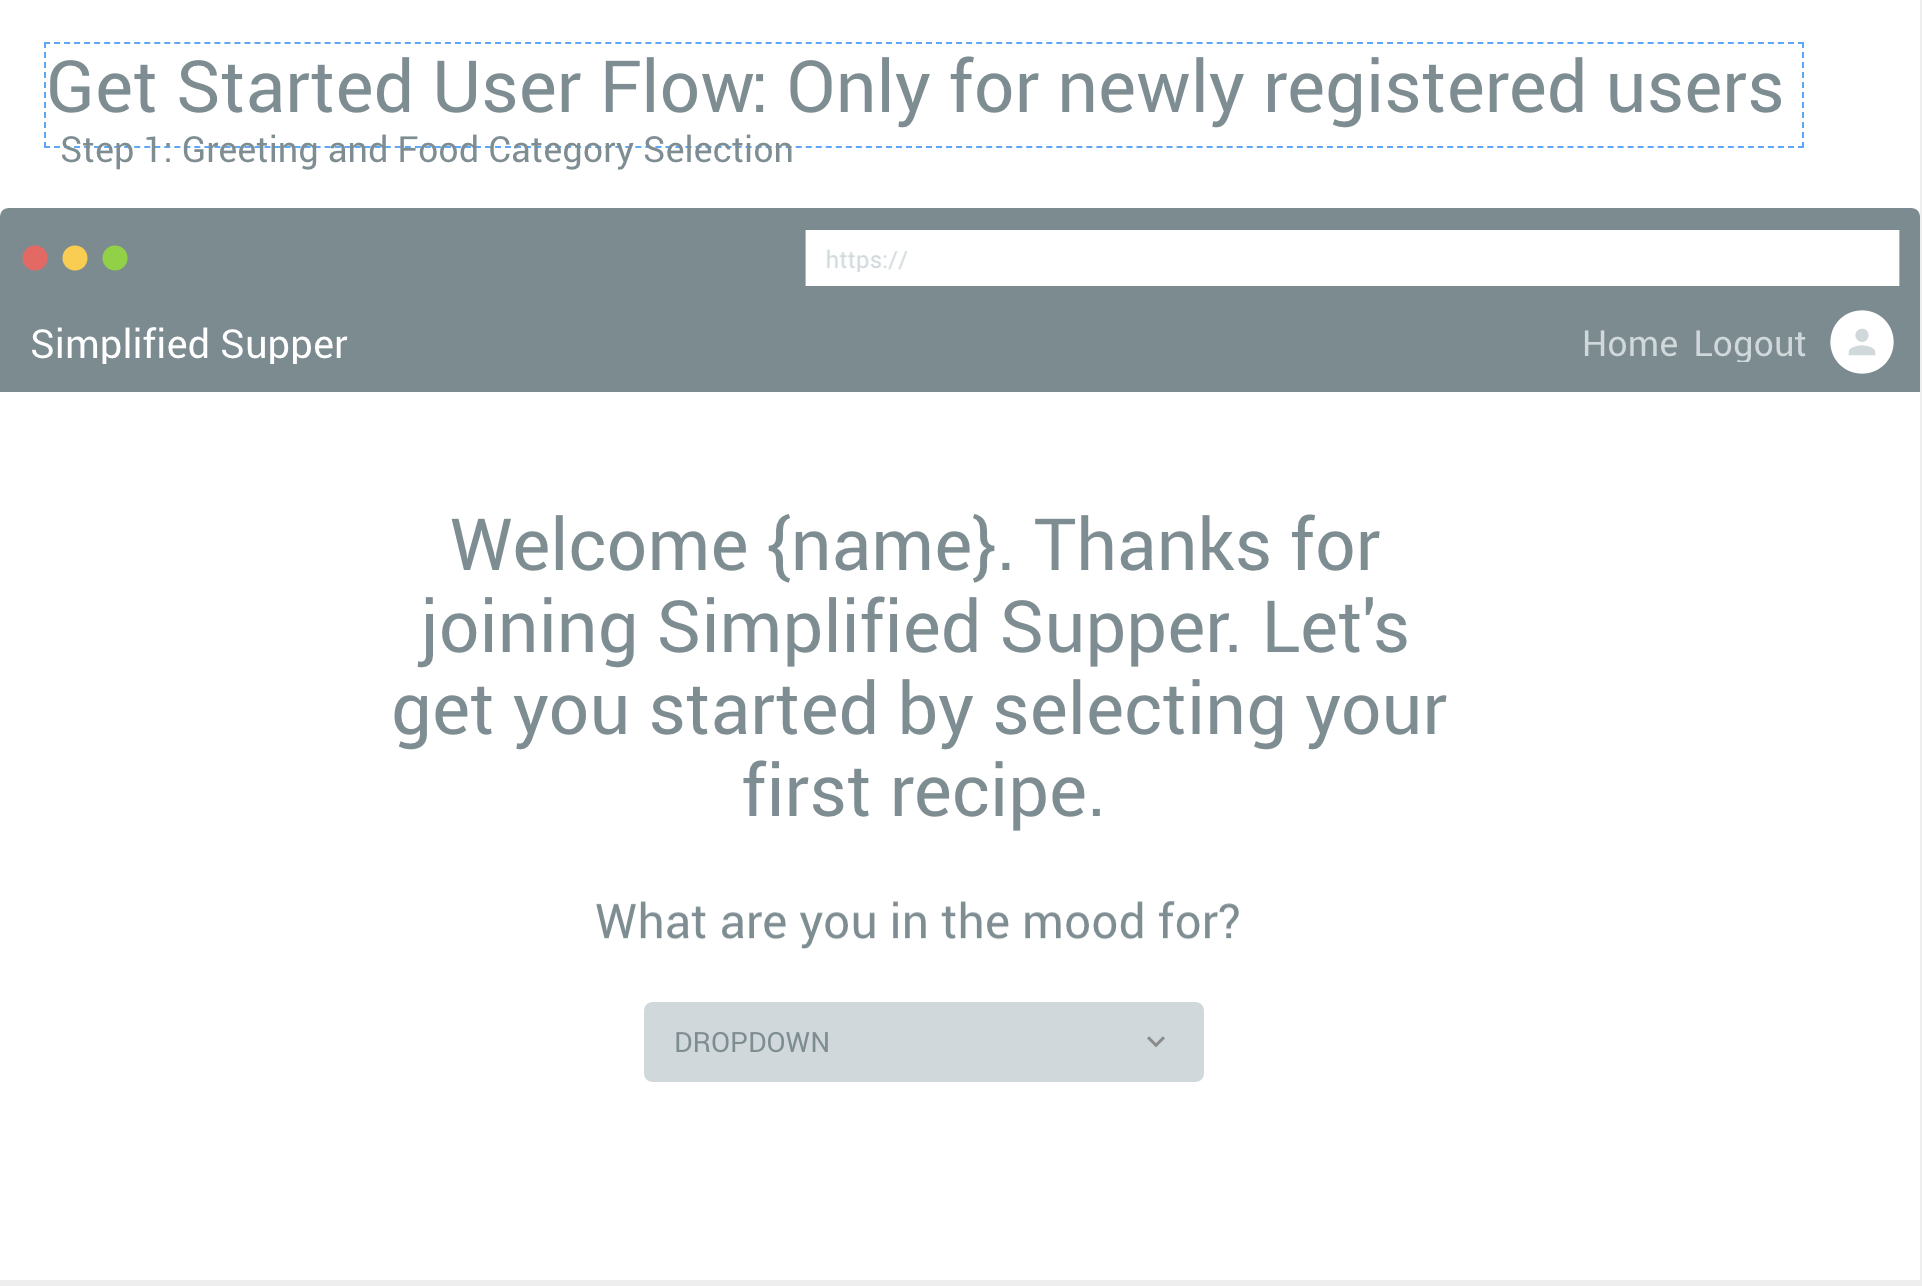 Get Started User Flow: Only for newly registered users
Step 1: Greeting and Food Category Selection
https://
Simplified Supper
Home Logout
Welcome {name}. Thanks for
joining Simplified Supper. Let's
get you started by selecting your
first recipe.
What are you in the mood for?
DROPDOWN